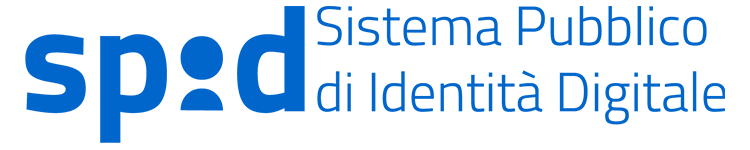 spid
Sistema Pubblico
di Identità Digitale